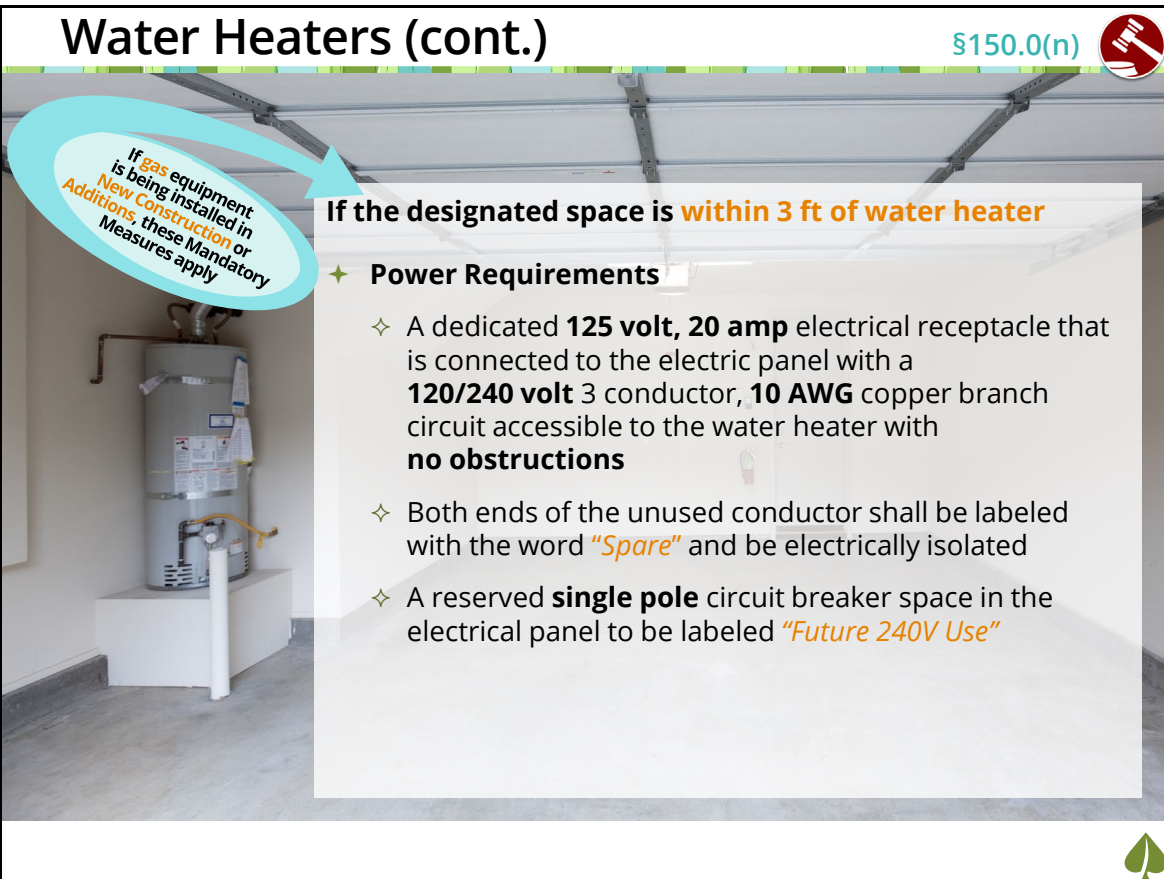 Water Heaters (cont.)
§150.0(n)
If gas equipment
is being installed in
New Construction or
Additions, these Mandatory
Measures apply
If the designated space is within 3 ft of water heater
Power Requirements
A dedicated 125 volt, 20 amp electrical receptacle that
is connected to the electric panel with a
120/240 volt 3 conductor, 10 AWG copper branch
circuit accessible to the water heater with
no obstructions
Both ends of the unused conductor shall be labeled
with the word “Spare” and be electrically isolated
A reserved single pole circuit breaker space in the
electrical panel to be labeled “Future 240V Use”